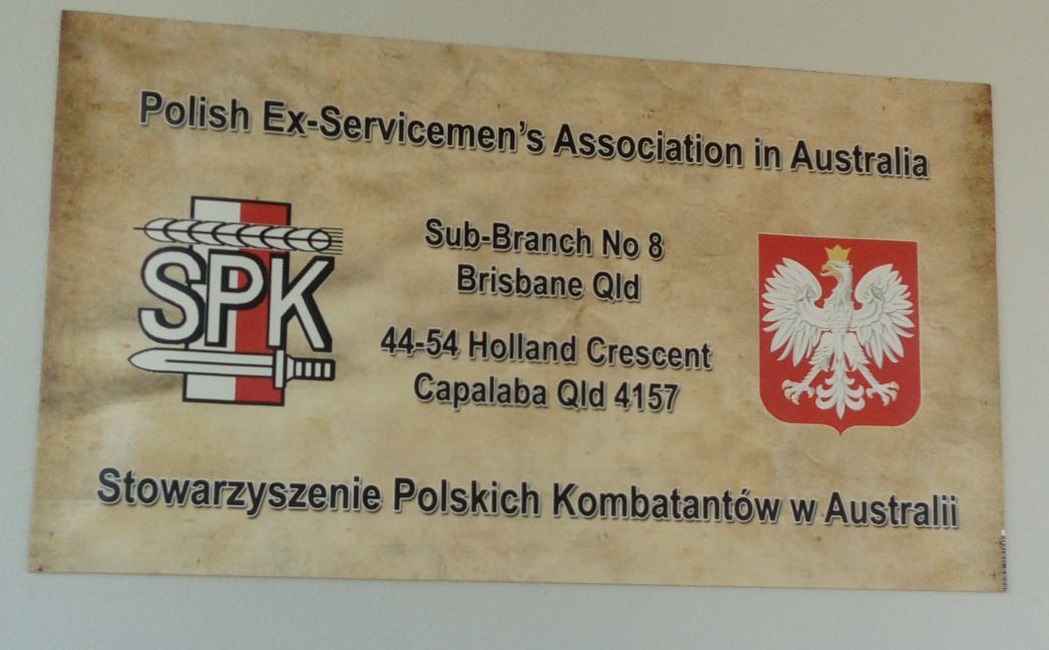 Polish Ex-Servicemen's Association in Australia
SPK
Sub-Branch No 8
Brisbane Qld
44-54 Holland Crescent
Capalaba Qld 4157
Stowarzyszenie Polskich Kombatantów w Australii